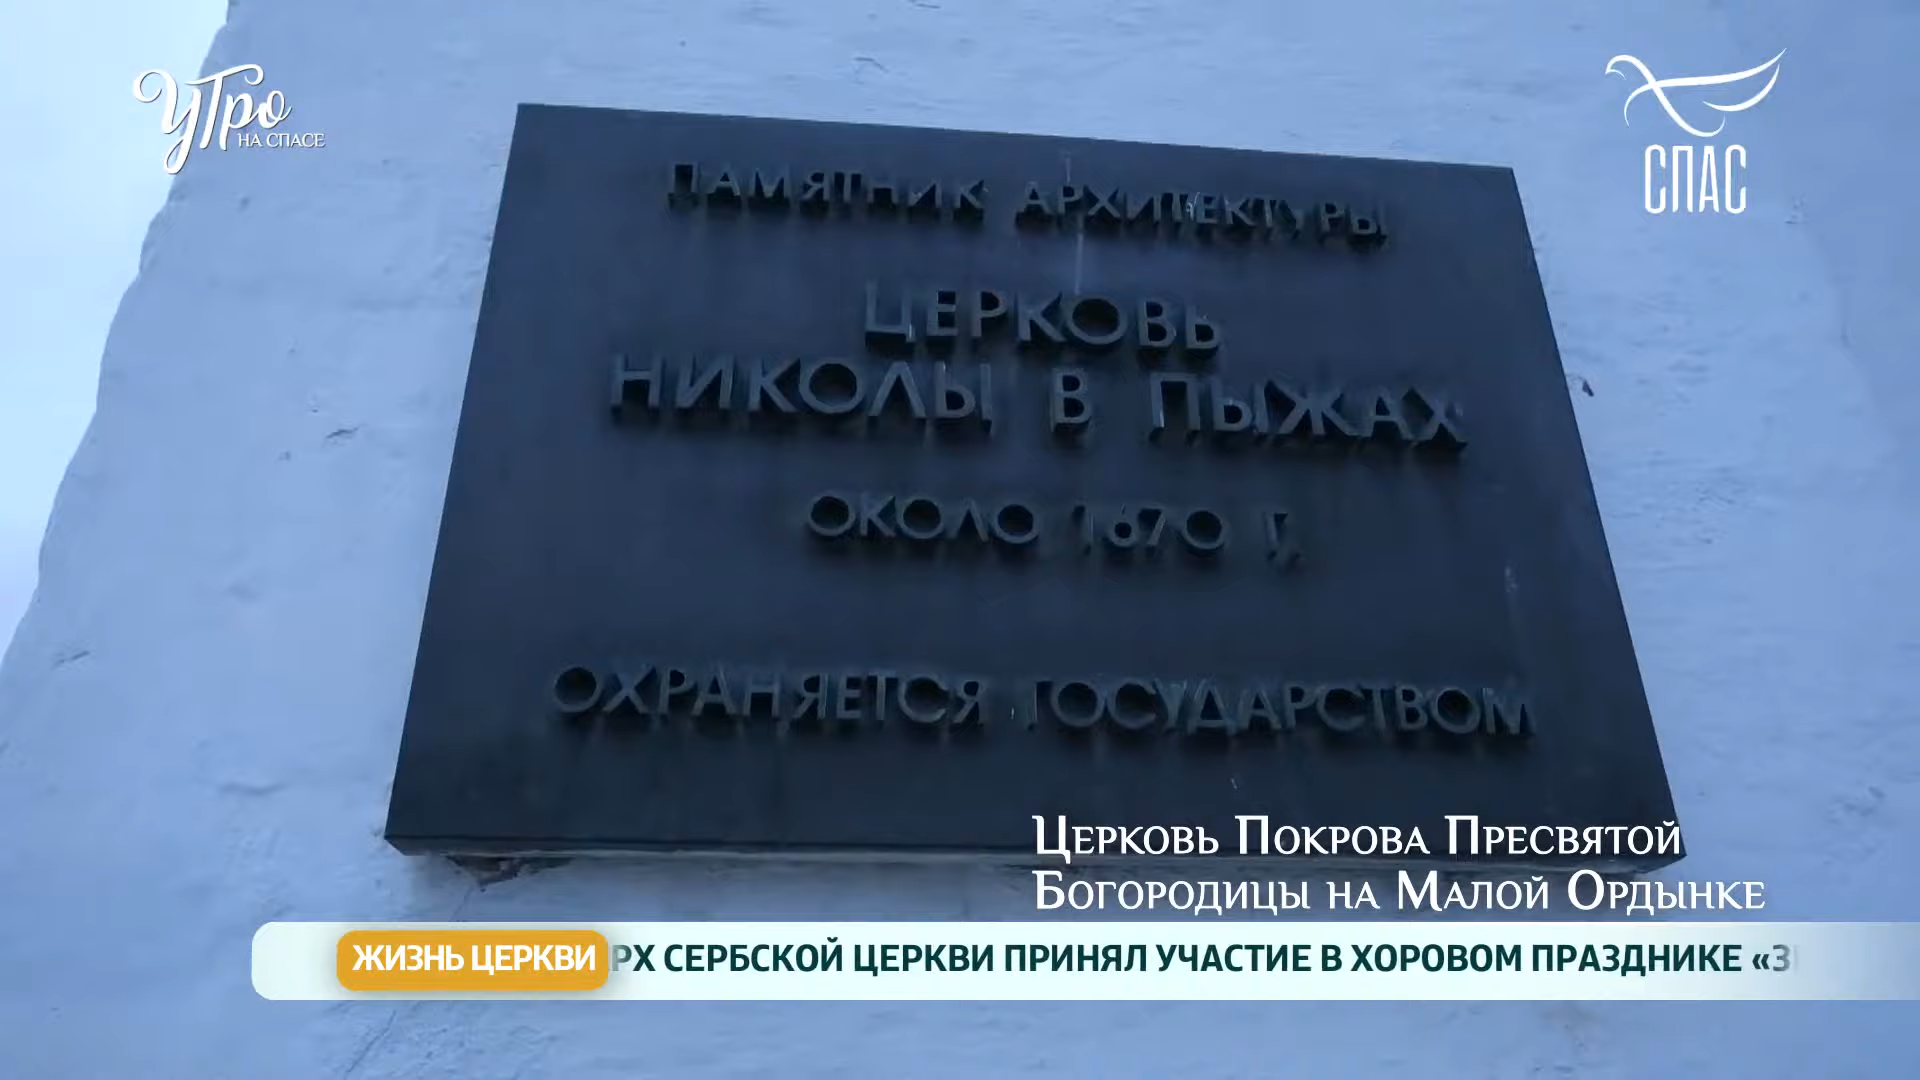 Утро
НА СПАСЕ
СПАС
ПАМЯТНИК АРХИТЕКТУРЫ
ЦЕРКОВЬ
НИКОЛЫ В ПЫЖАХ
ОКОЛО 1670 Г.
ОХРАНЯЕТСЯ ГОСУДАРСТВОМ
Церковь Покрова Пресвятой
Богородицы на Малой Ордынке
ЖИЗНЬ ЦЕРКВИ
СЕРБСКОЙ ЦЕРКВИ ПРИНЯЛ УЧАСТИЕ В ХОРОВОМ ПРАЗДНИКЕ